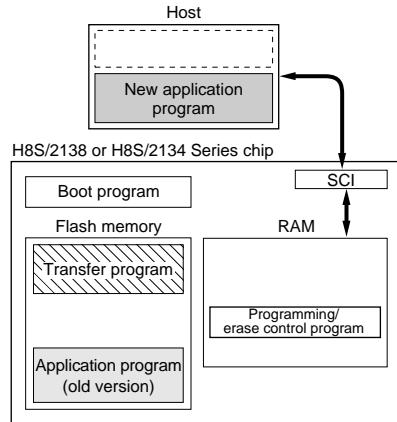 Host
New application
program
H8S/2138 or H8S/2134 Series chip
SCI
Boot program
Flash memory
RAM
Transfer program
Programming/
erase control program
Application program
(old version)